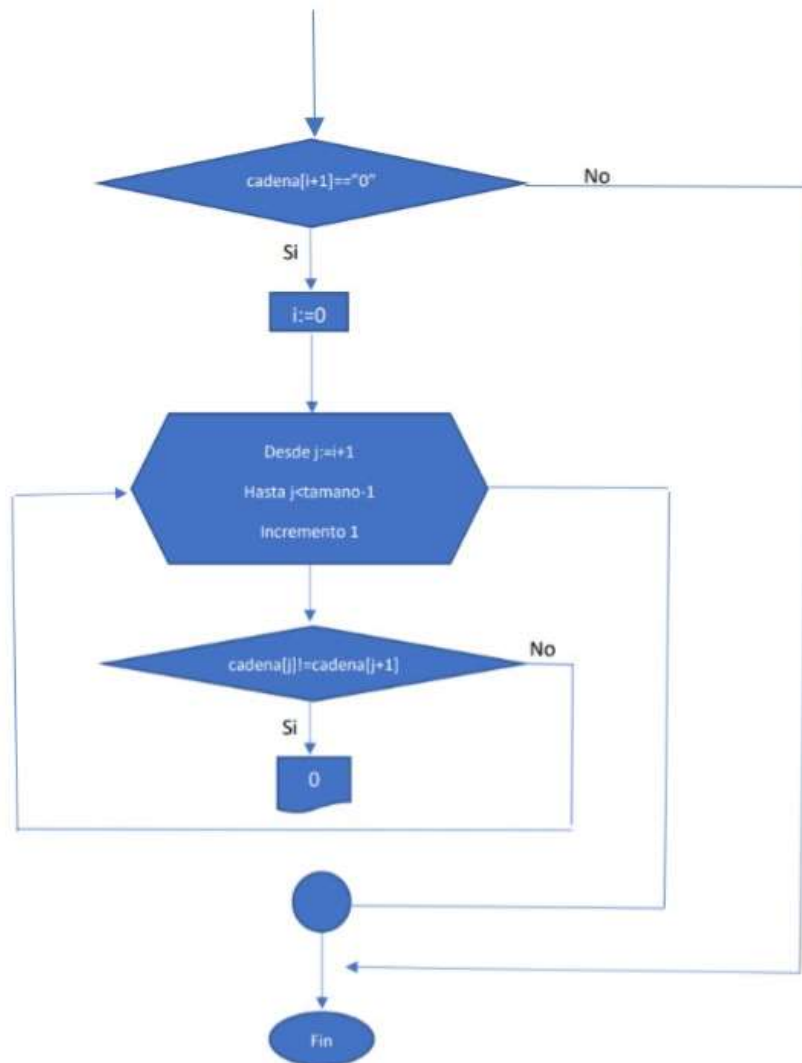 cadena[i+1]=="0"
No
Si
i:=0
Desde j:=i+1
Hasta j<tamano-1
Incremento 1
cadena[j]!=cadena[j+1]
No
Si
0
Fin